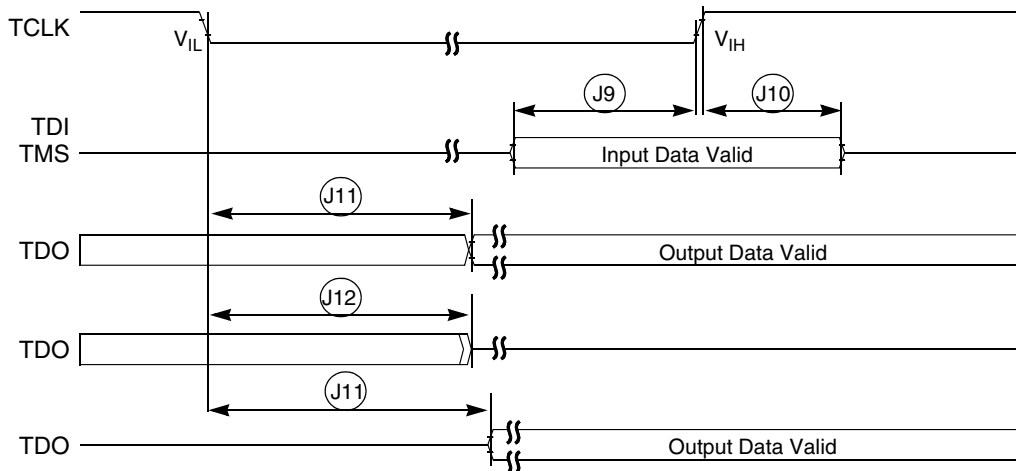 TCLK
VIL
VIH
J9
J10
TDI
TMS
Input Data Valid
J11
TDO
Output Data Valid
J12
TDO
J11
TDO
Output Data Valid